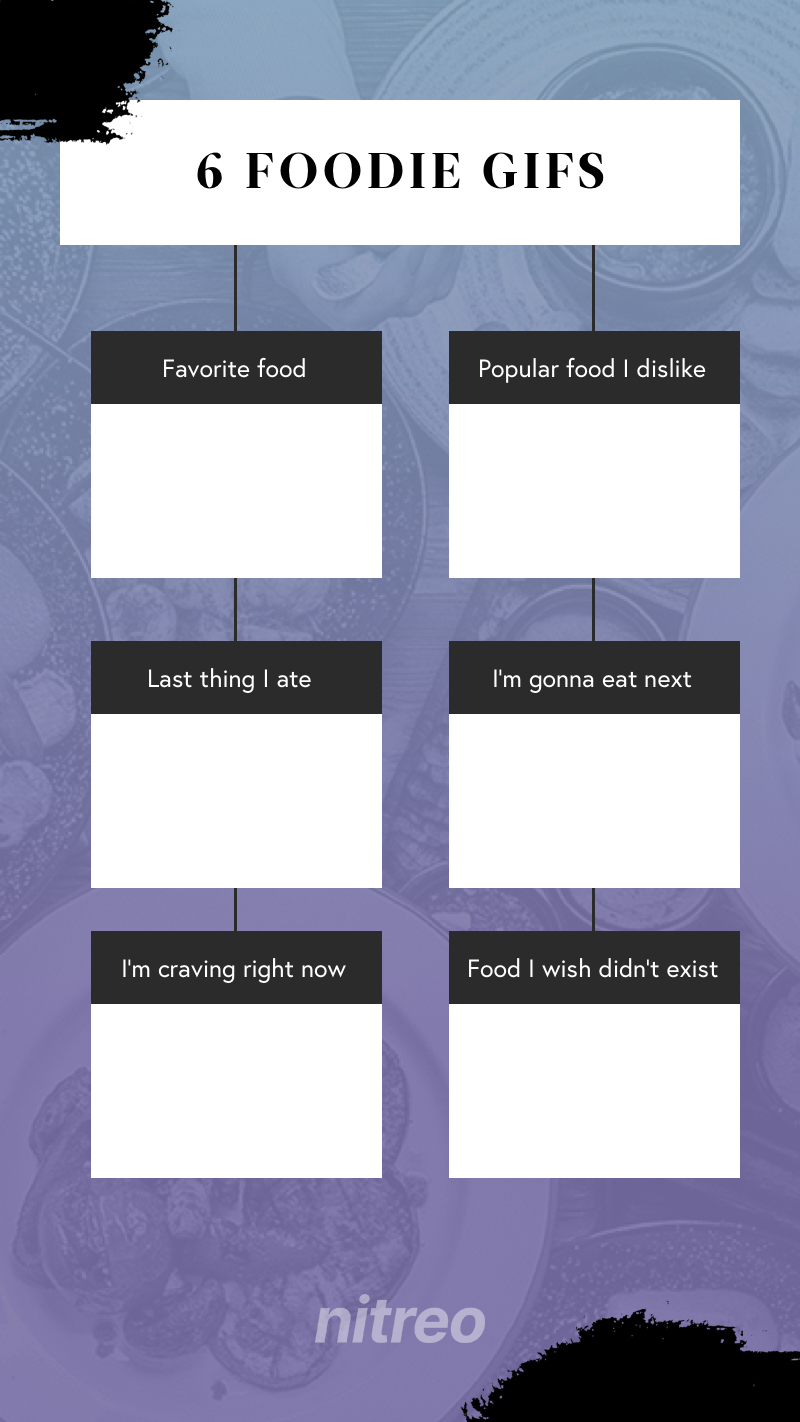 6 FOODIE GIFS
Favorite food
Popular food I dislike
Last thing I ate
I'm gonna eat next
I'm craving right now
Food I wish didn't exist
nitreo